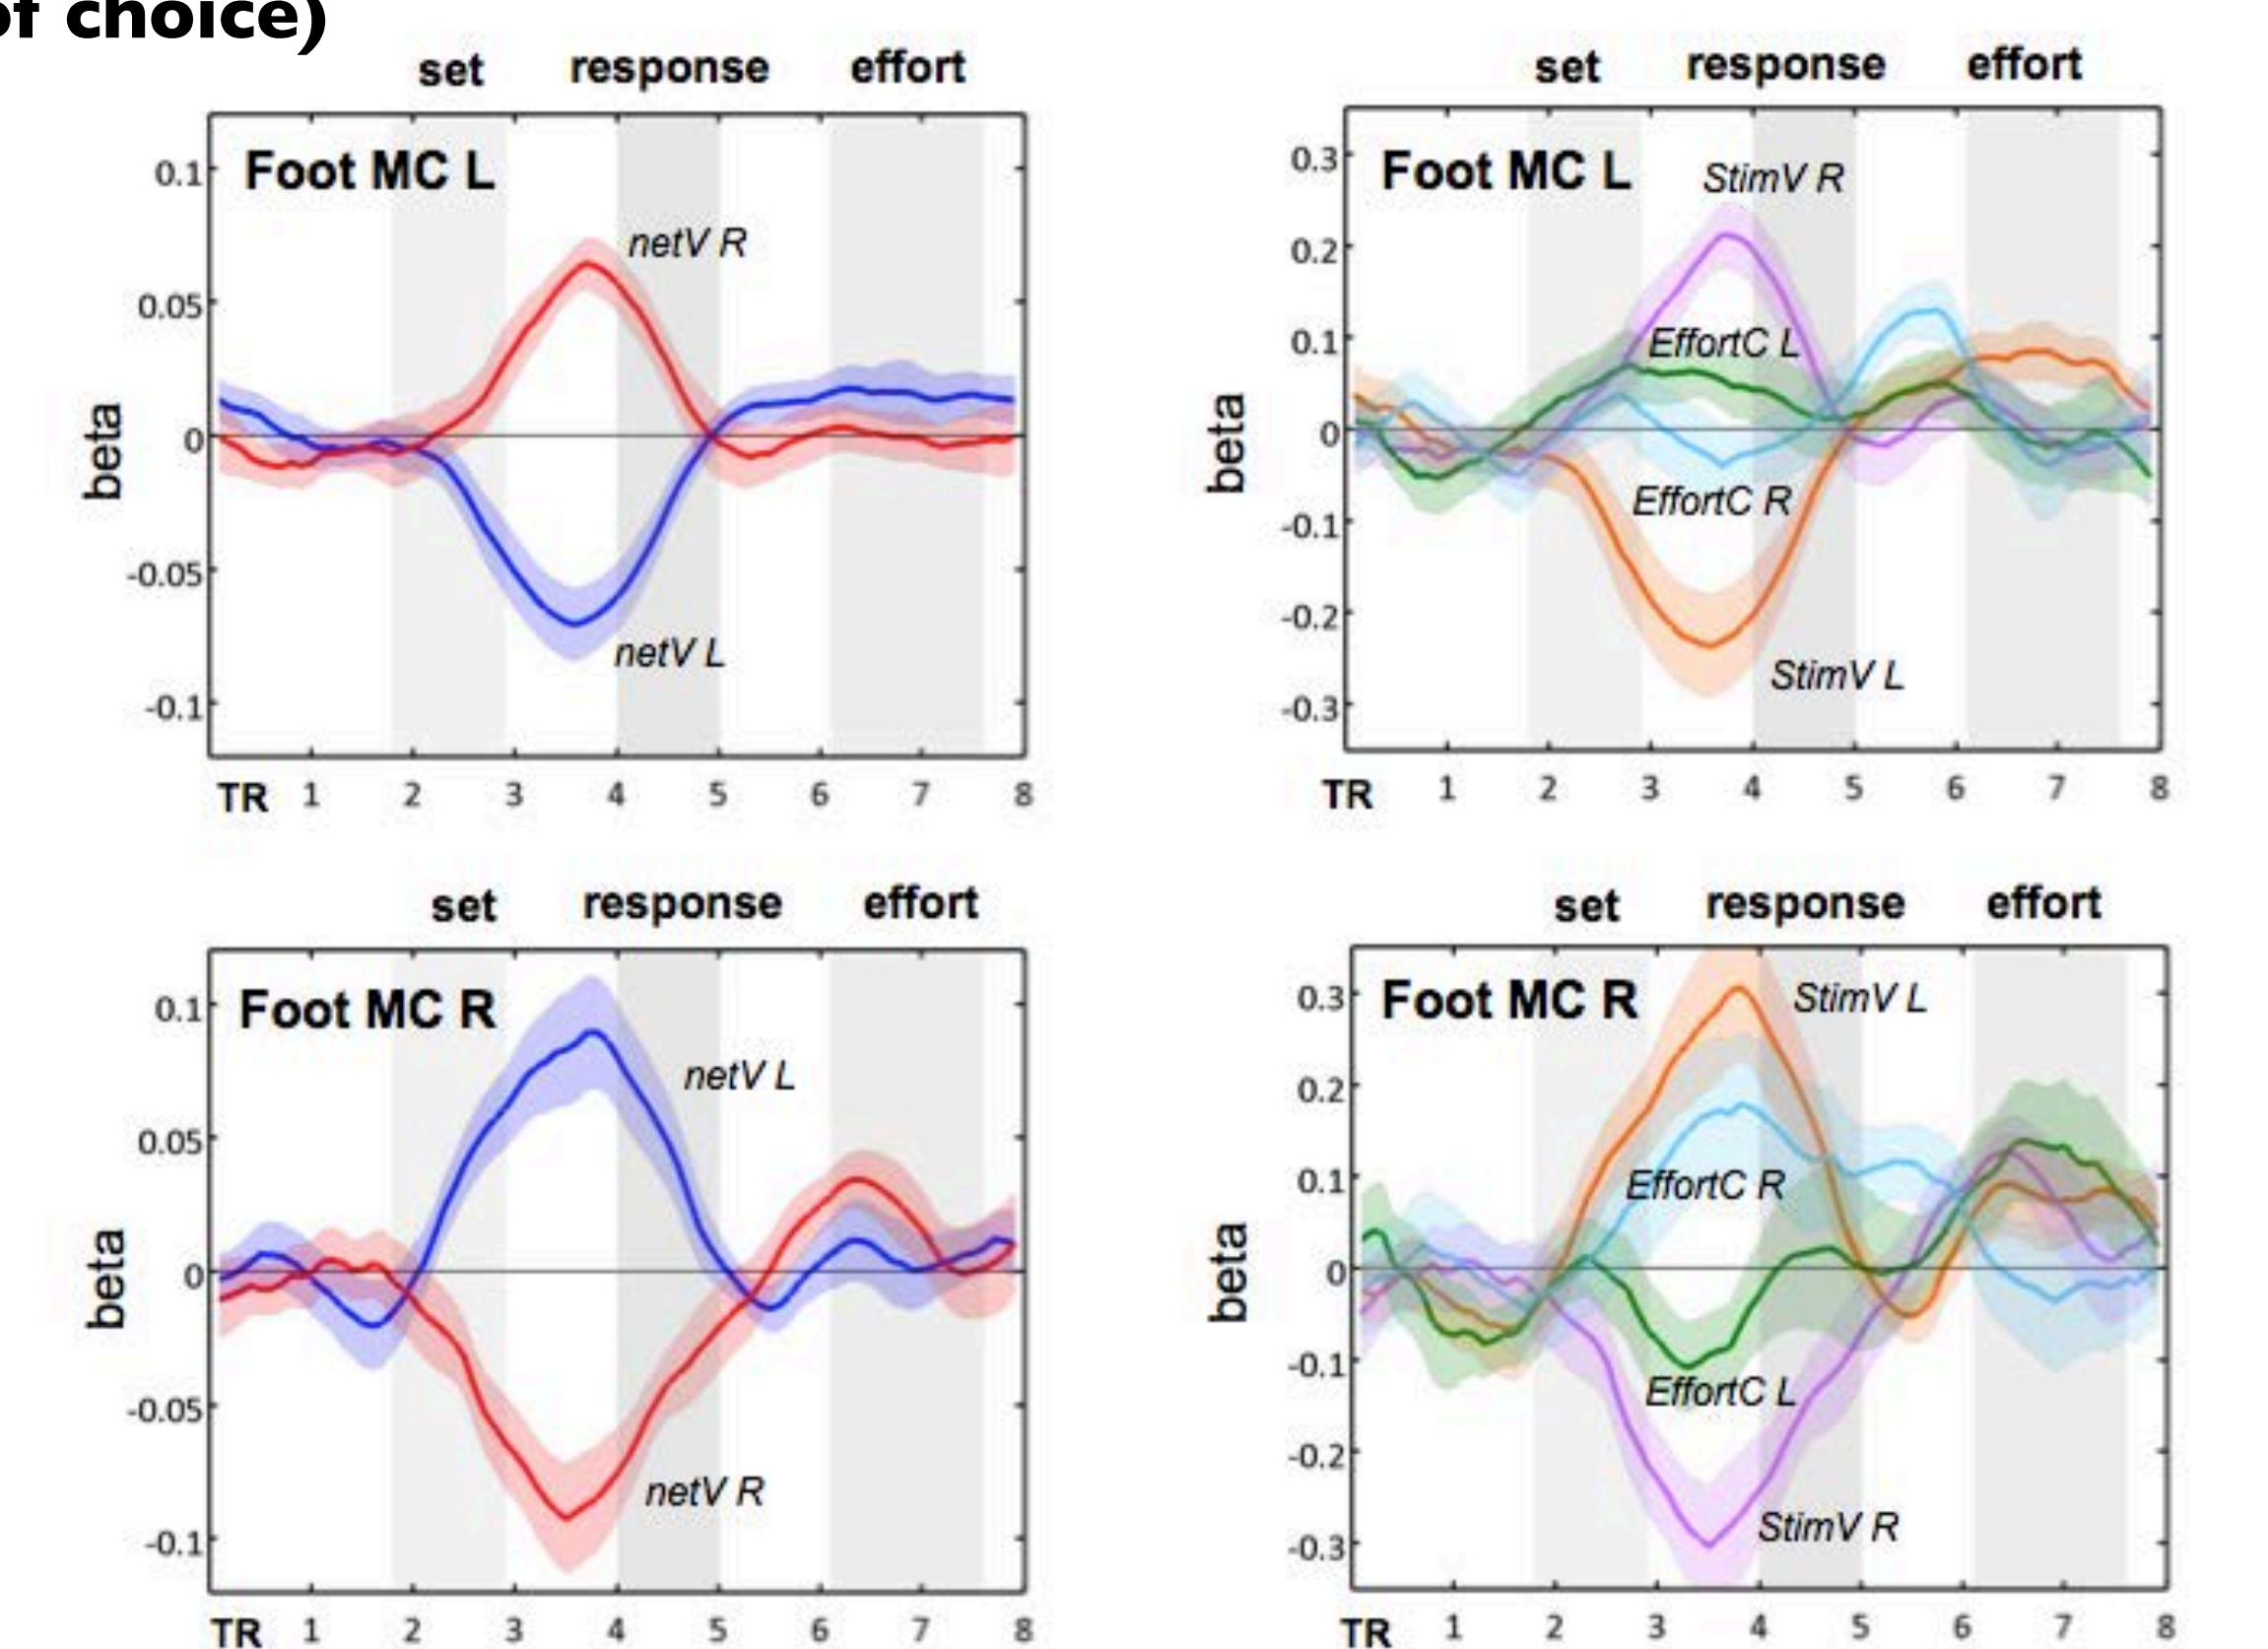 of choice)
set response effort
Foot MC L
netV R
netV L
beta
0.1
0.05
0
-0.05
-0.1
TR 1 2 3 4 5 6 7 8
set response effort
Foot MC L
StimV R
EffortC L
EffortC R
StimV L
beta
0.3
0.2
0.1
0
-0.1
-0.2
-0.3
TR 1 2 3 4 5 6 7 8
set response effort
Foot MC R
netV L
netV R
beta
0.1
0.05
0
-0.05
-0.1
TR 1 2 3 4 5 6 7 8
set response effort
Foot MC R
StimV L
EffortC R
EffortC L
StimV R
beta
0.3
0.2
0.1
0
-0.1
-0.2
-0.3
TR 1 2 3 4 5 6 7 8